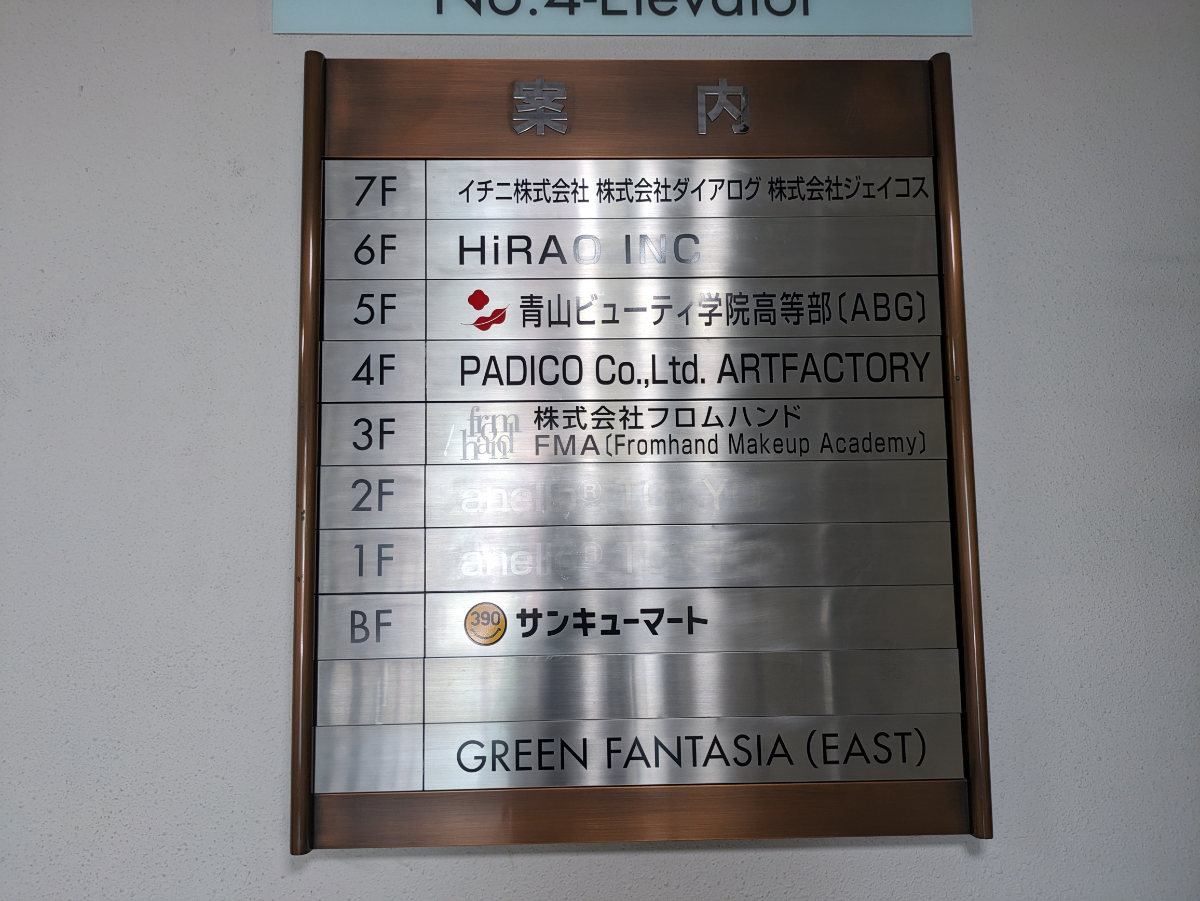 No.4-Elevator
案 内
7F イチニ株式会社 株式会社ダイアログ 株式会社ジェイコス
6F HiRAO INC
5F 青山ビューティ学院高等部〔ABG〕
4F PADICO Co.,Ltd. ARTFACTORY
3F from hand 株式会社フロムハンド
FMA〔Fromhand Makeup Academy〕
2F
1F
BF 390 サンキューマート
GREEN FANTASIA（EAST）